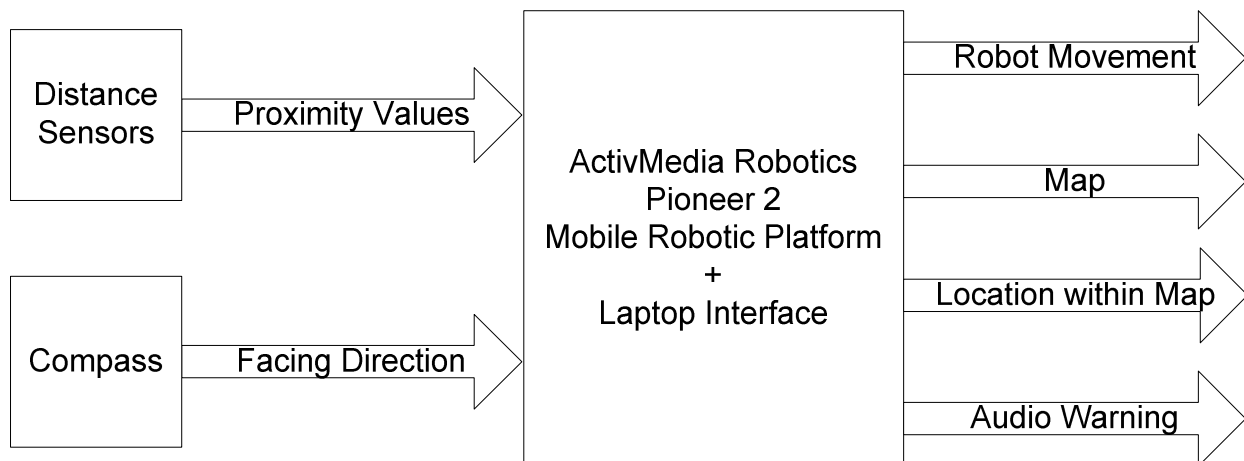 Distance
Sensors
Proximity Values
Compass
Facing Direction
ActivMedia Robotics
Pioneer 2
Mobile Robotic Platform
+
Laptop Interface
Robot Movement
Map
Location within Map
Audio Warning